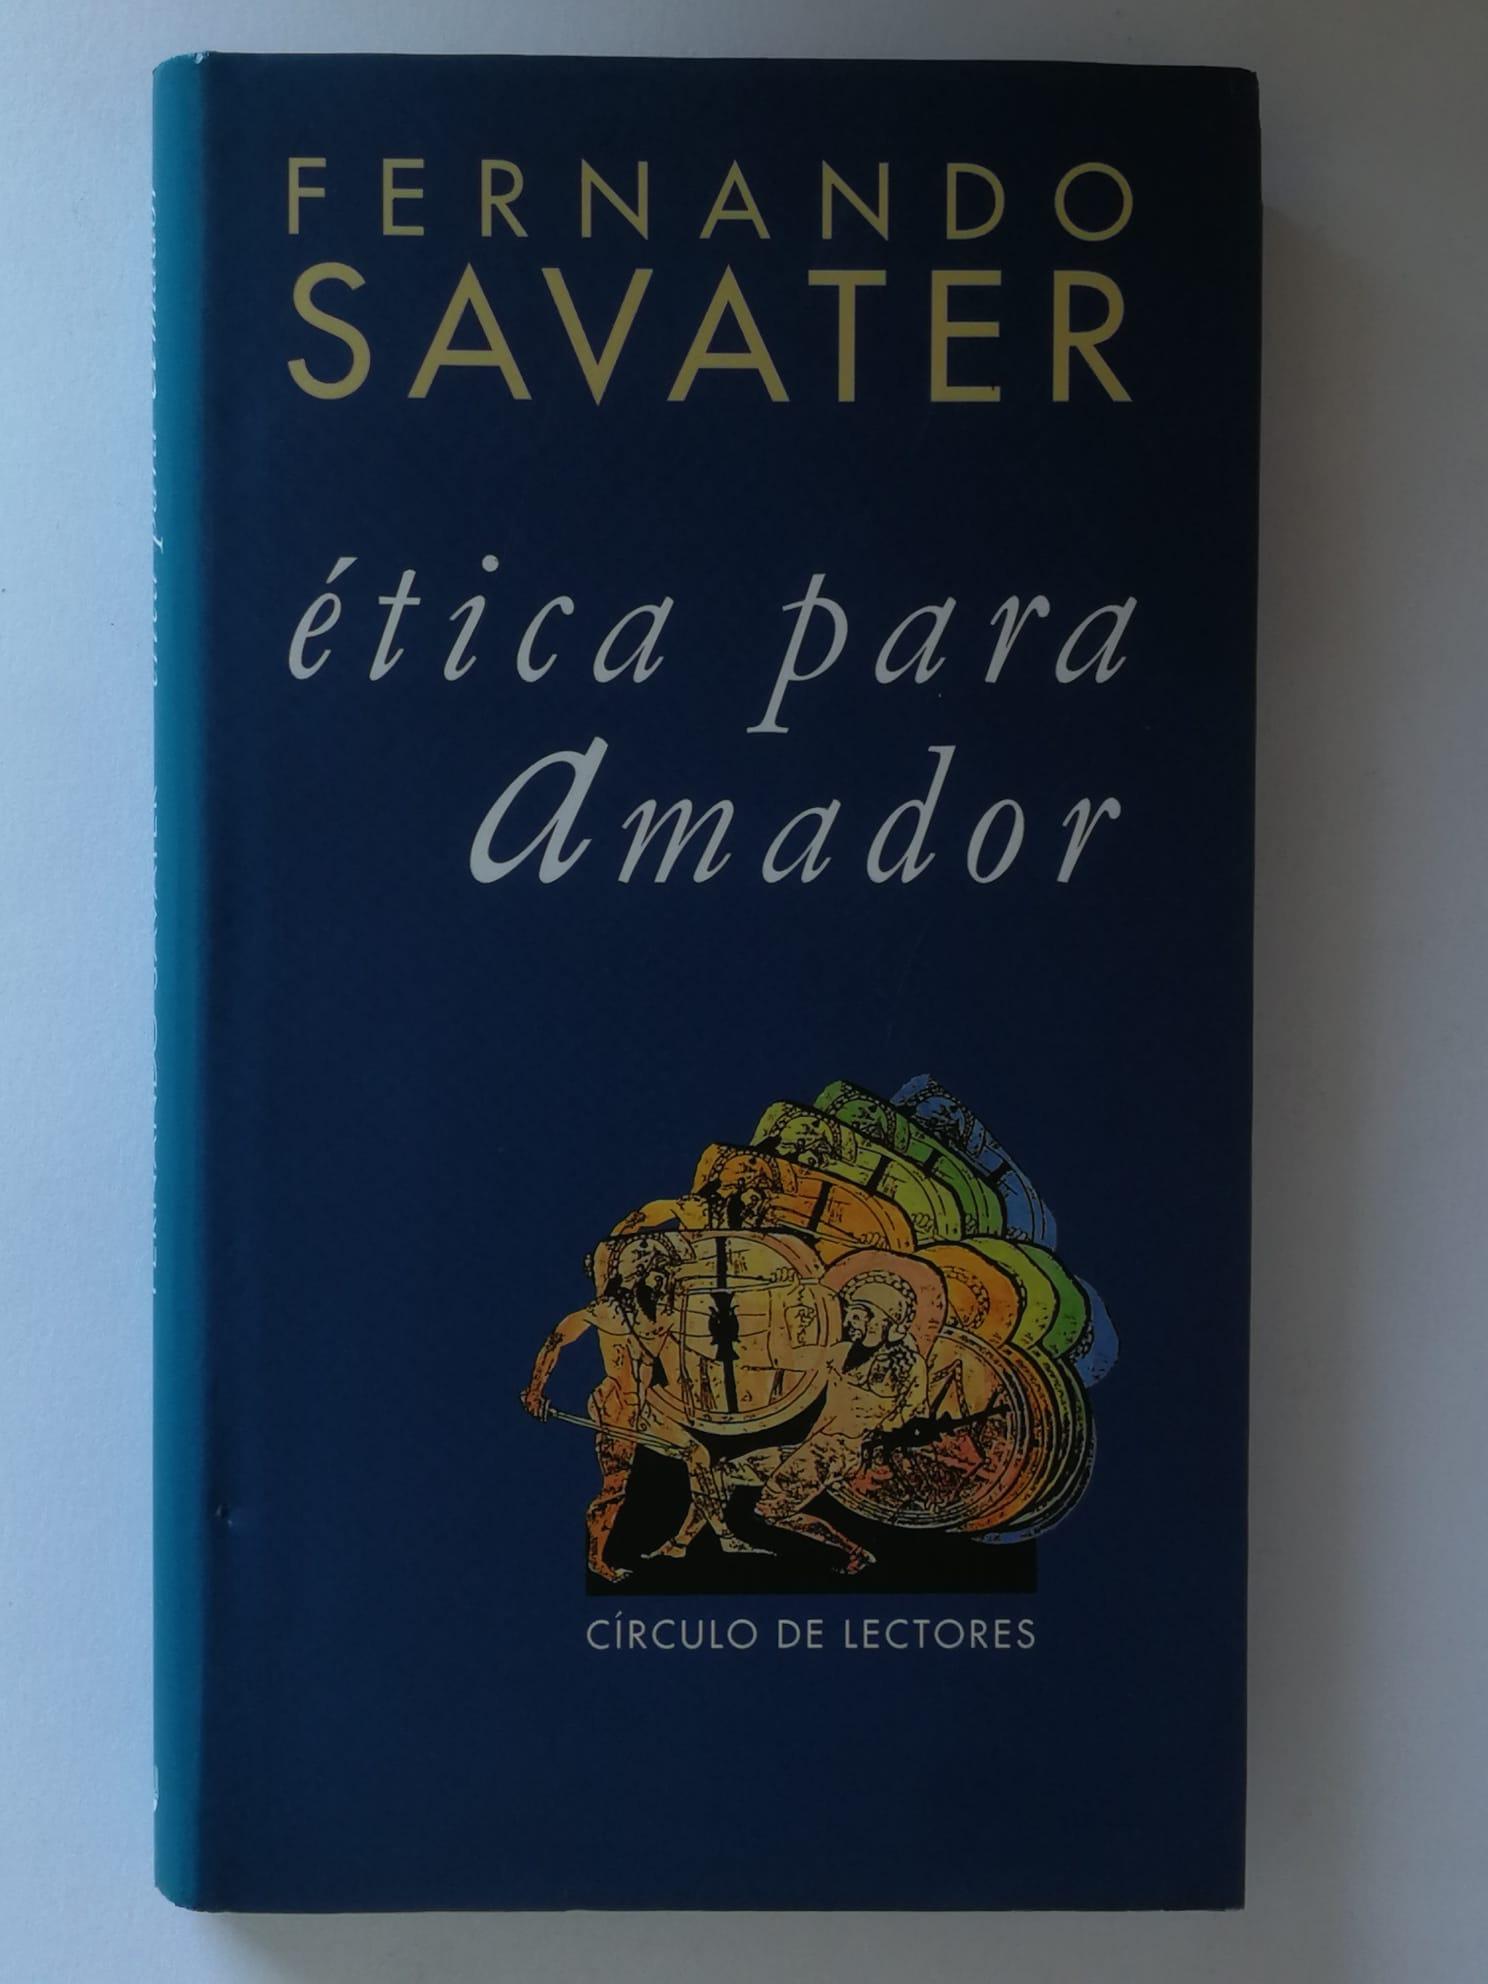 FERNANDO
SAVATER
ética para
amador
CÍRCULO DE LECTORES